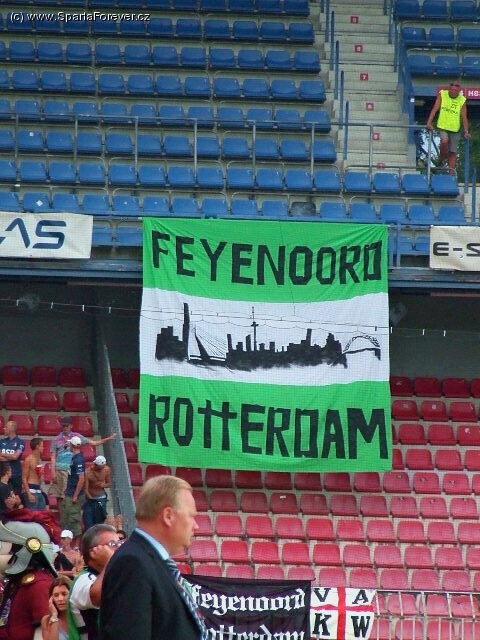 (c) www.SpartaForever.cz
AS
E-S
FEYENOORD
ROTTERDAM
Feyenoord
Rotterdam
V A
K W